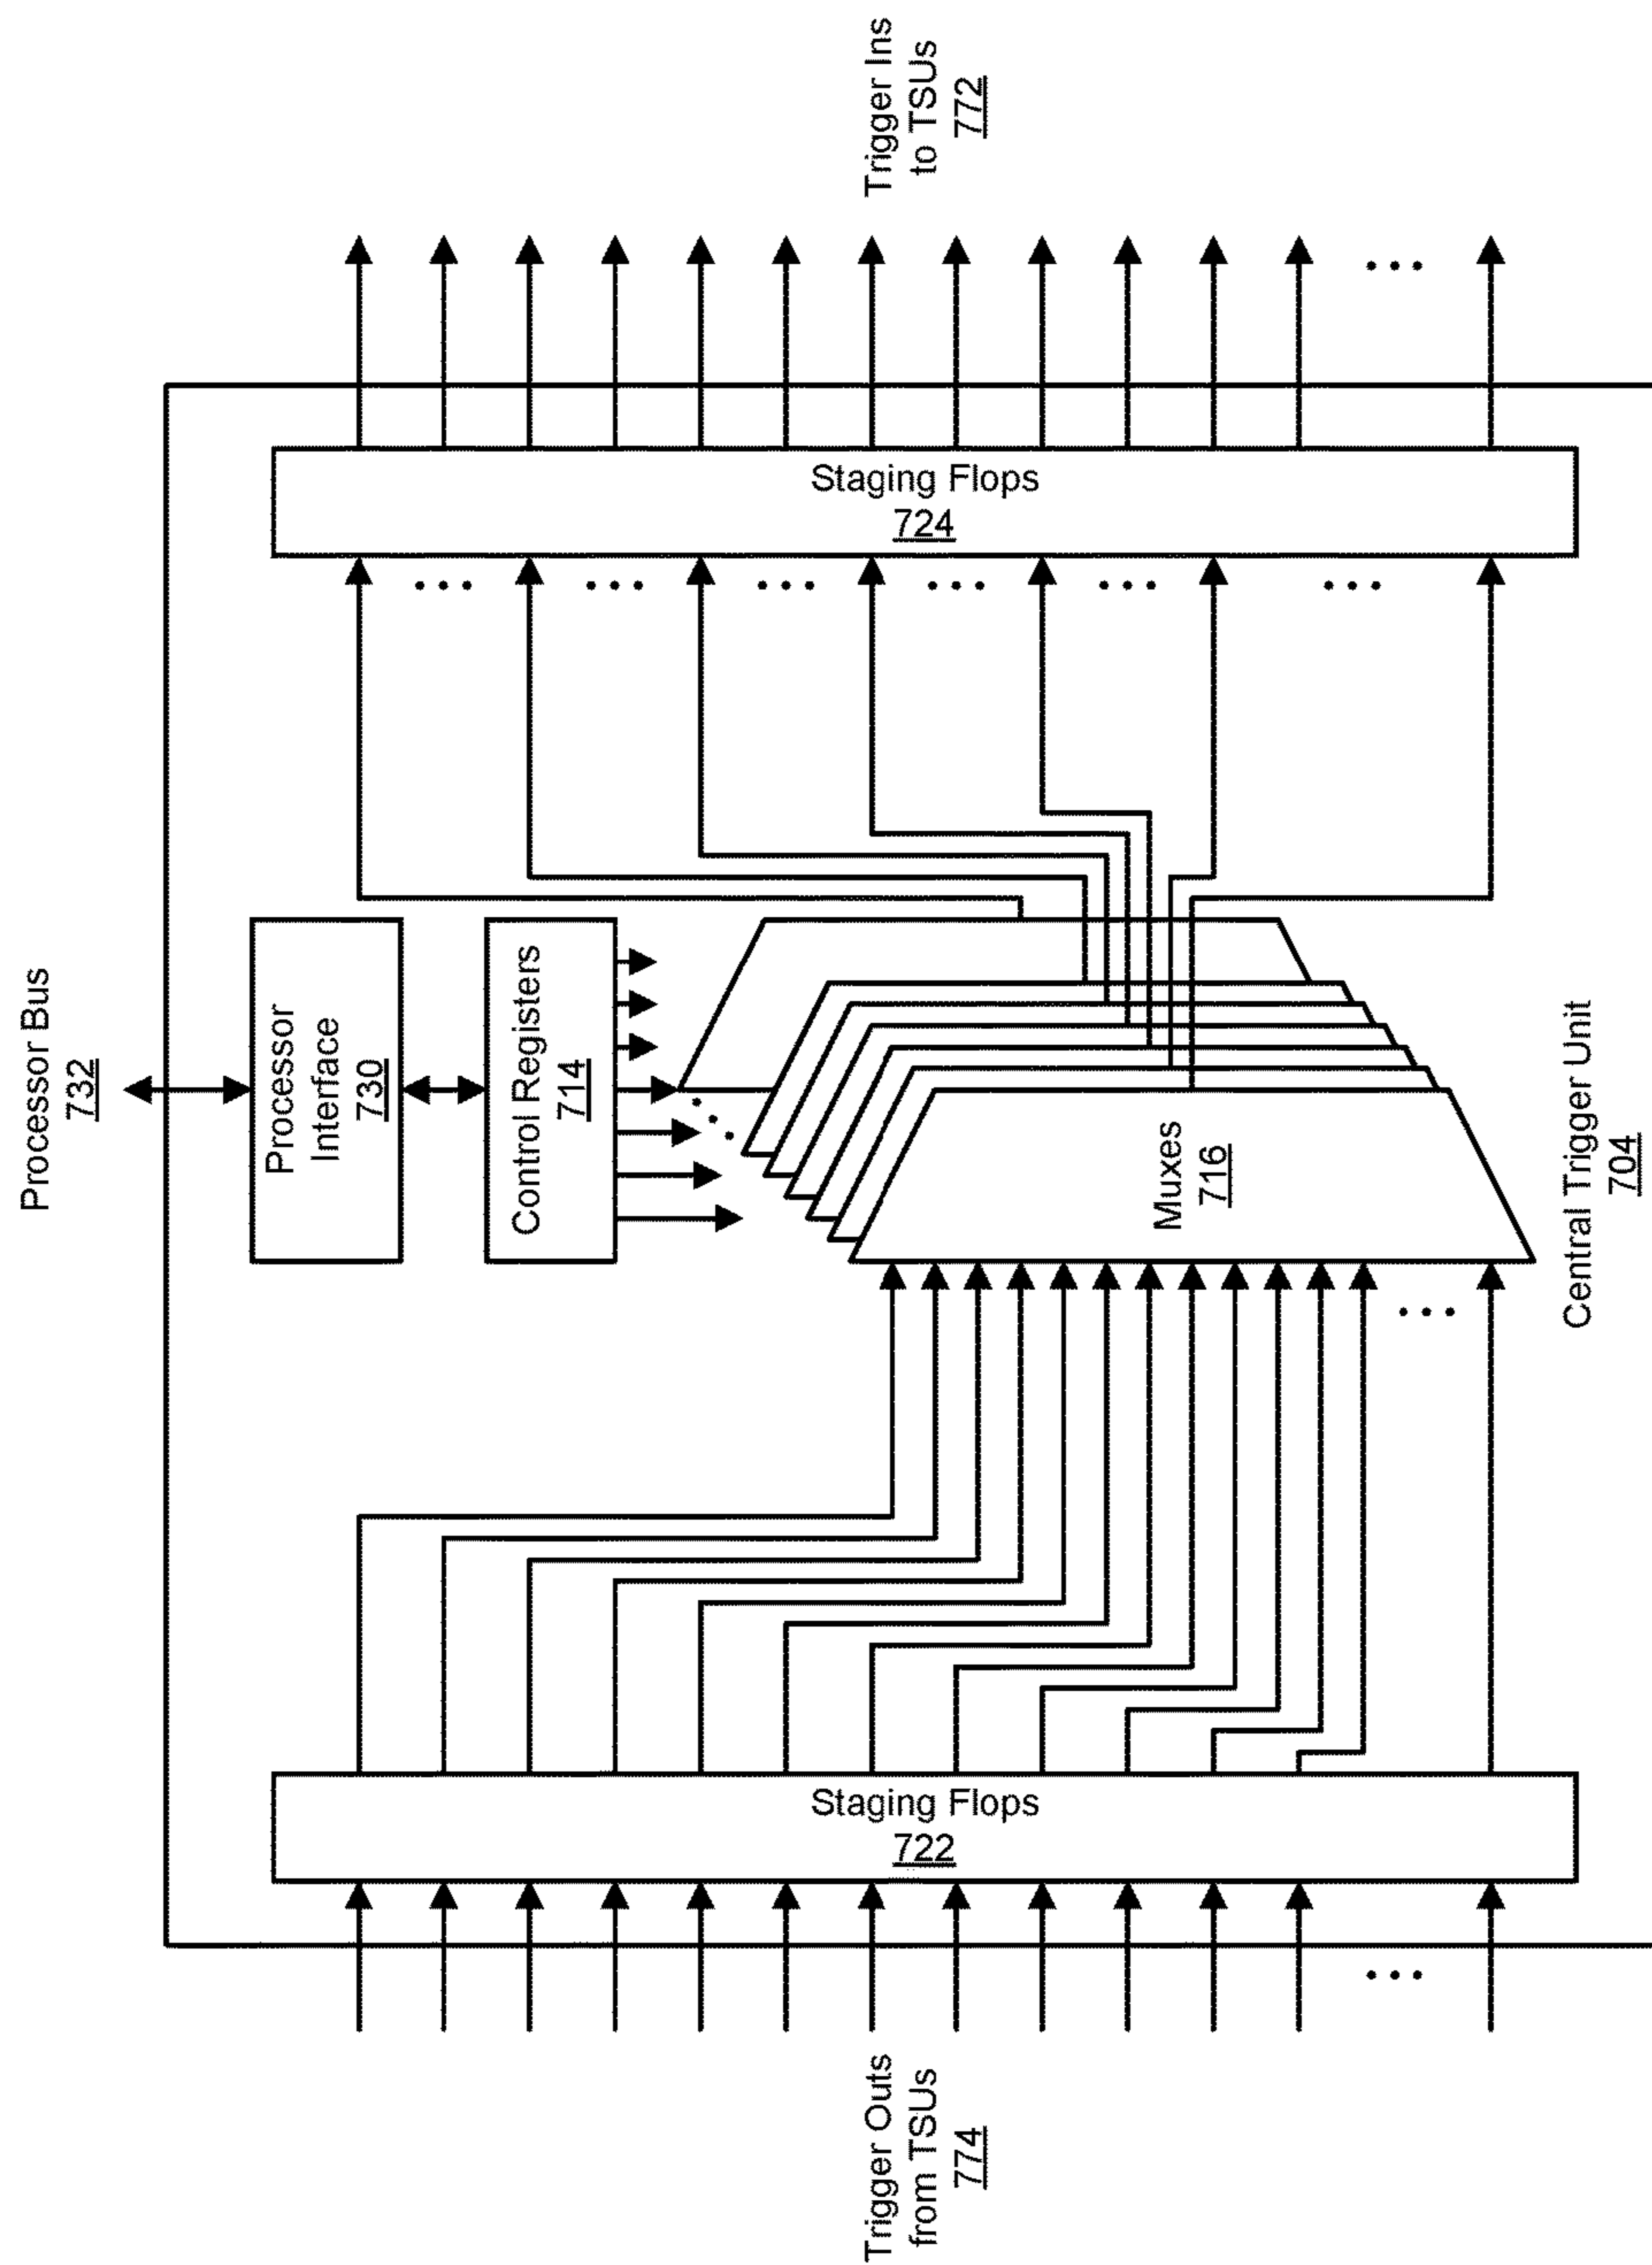 Processor Bus
732
Processor
Interface
730
Control Registers
714
Trigger Outs
from TSUs
774
Staging Flops
722
Muxes
716
Staging Flops
724
Trigger Ins
to TSUs
772
Central Trigger Unit
704